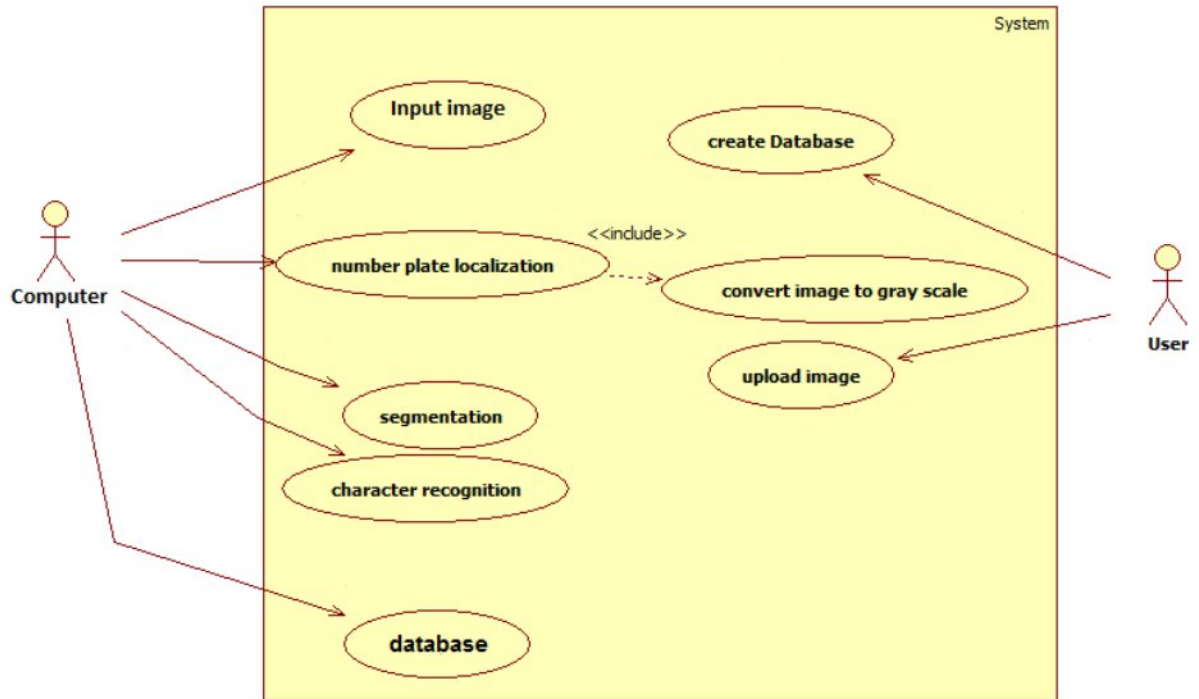 System
Input image
create Database
<<include>>
number plate localization
convert image to gray scale
Computer
User
upload image
segmentation
character recognition
database